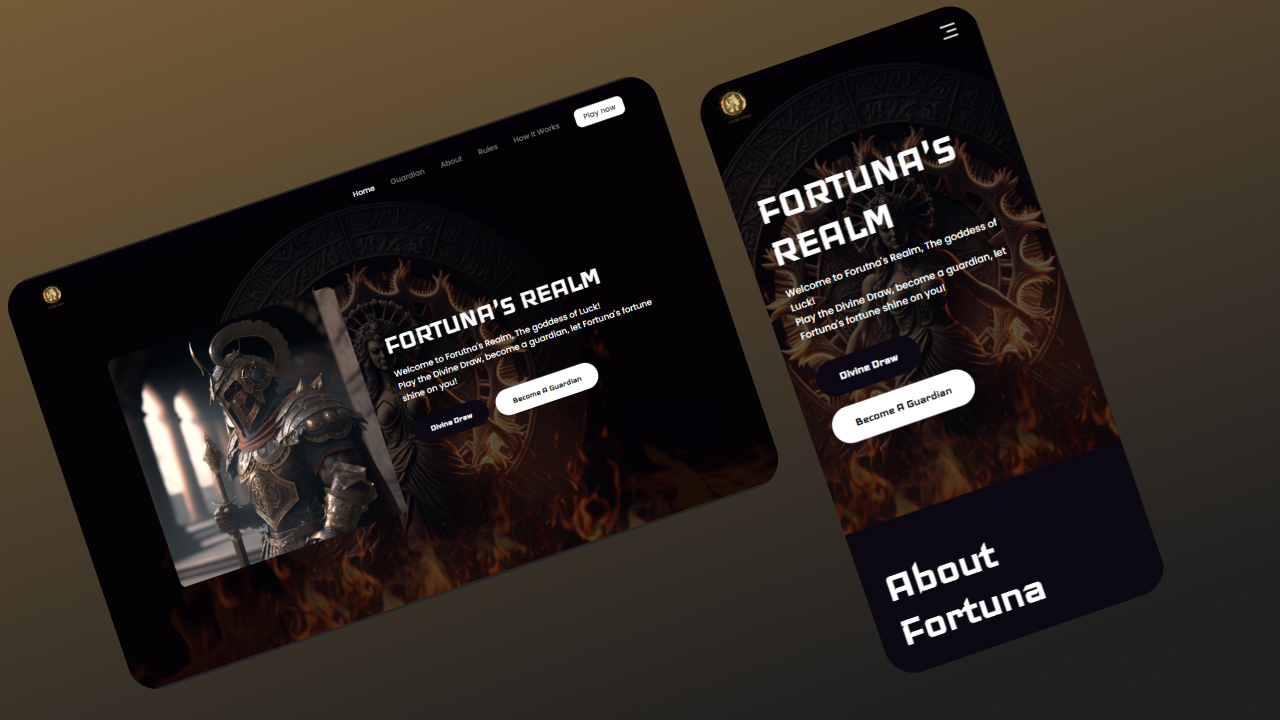 Home Guardian About Rules How It Works Play now
FORTUNA'S REALM
Welcome to Forutna's Realm, The goddess of Luck!
Play the Divine Draw, become a guardian, let Fortuna's fortune
shine on you!
Divine Draw Become A Guardian
FORTUNA'S
REALM
Welcome to Forutna's Realm, The goddess of
Luck!
Play the Divine Draw, become a guardian, let
Fortuna's fortune shine on you!
Divine Draw
Become A Guardian
About
Fortuna